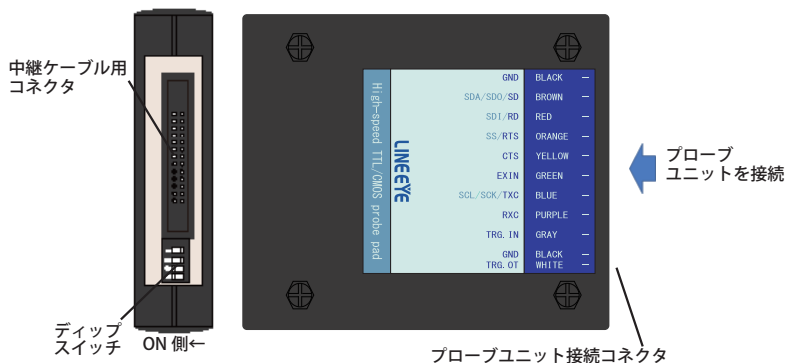 中継ケーブル用
コネクタ
ディップ
スイッチ
ON 側←
High-speed TTL/CMOS probe pad
LINEEYE
GND BLACK −
SDA/SDO/SD BROWN −
SDI/RD RED −
SS/RTS ORANGE −
CTS YELLOW −
EXIN GREEN −
SCL/SCK/TXC BLUE −
RXC PURPLE −
TRG. IN GRAY −
GND BLACK −
TRG. OT WHITE −
プローブ
ユニットを接続
プローブユニット接続コネクタ